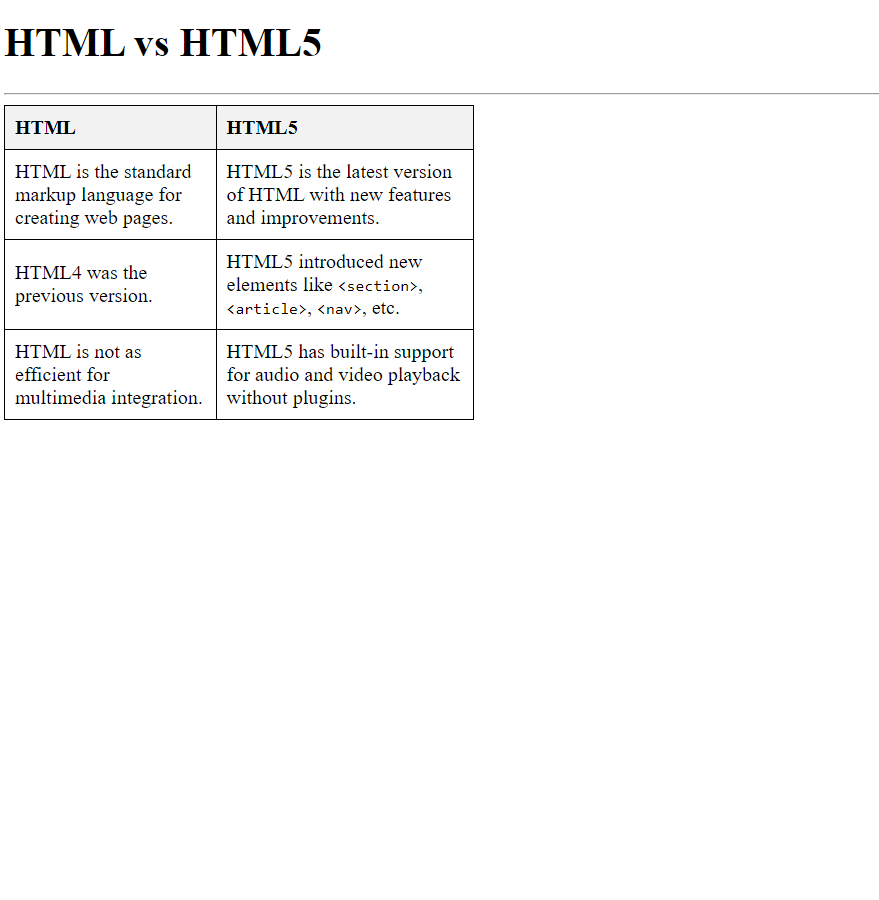 HTML vs HTML5
HTML
HTML5
HTML is the standard
markup language for
creating web pages.
HTML5 is the latest version
of HTML with new features
and improvements.
HTML4 was the
previous version.
HTML5 introduced new
elements like <section>,
<article>, <nav>, etc.
HTML is not as
efficient for
multimedia integration.
HTML5 has built-in support
for audio and video playback
without plugins.